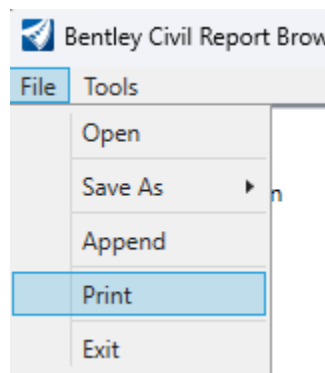 Bentley Civil Report Brow
File Tools
Open
Save As
n
Append
Print
Exit